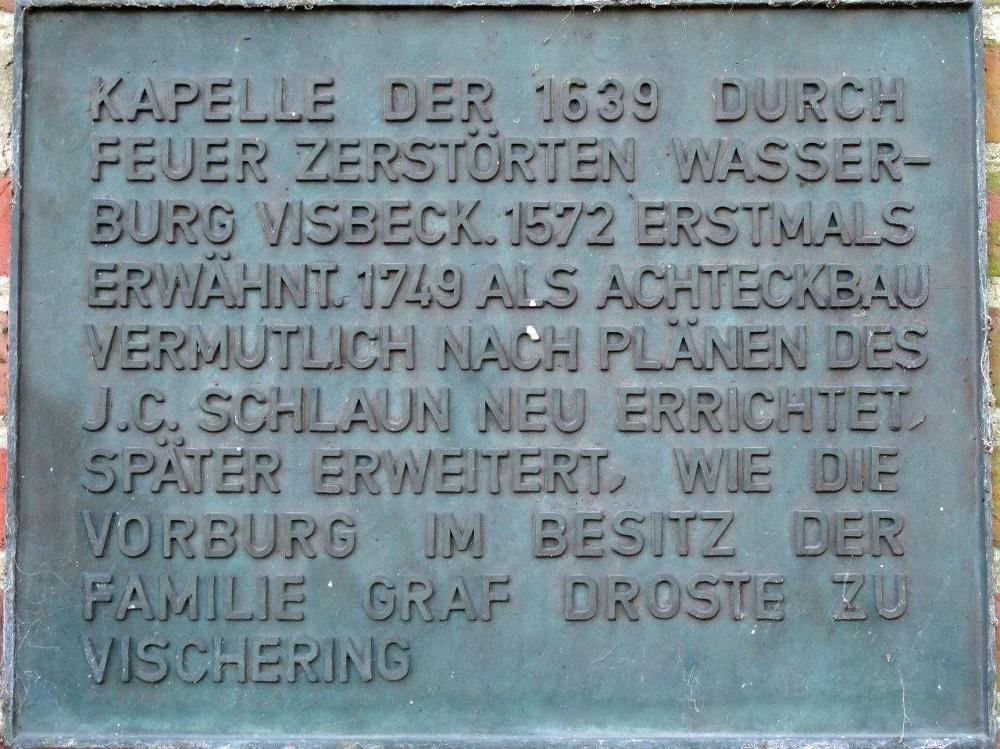 KAPELLE DER 1639 DURCH
FEUER ZERSTÖRTEN WASSER-
BURG VISBECK. 1572 ERSTMALS
ERWÄHNT. 1749 ALS ACHTECKBAU
VERMUTLICH NACH PLÄNEN DES
J.C. SCHLAUN NEU ERRICHTET,
SPÄTER ERWEITERT, WIE DIE
VORBURG IM BESITZ DER
FAMILIE GRAF DROSTE ZU
VISCHERING